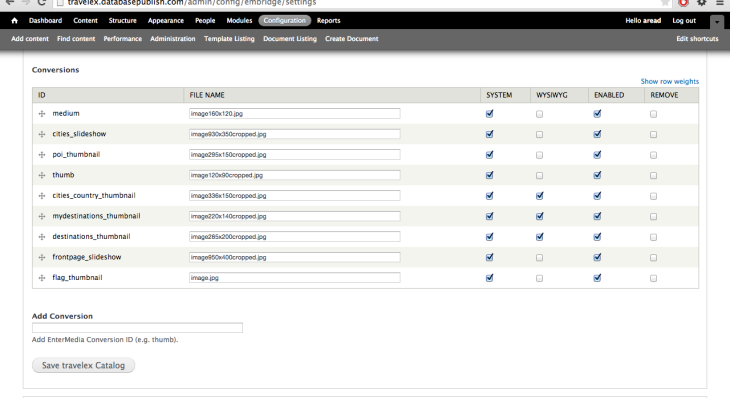 travelex.databasepublish.com/admin/config/embridge/settings
Dashboard Content Structure Appearance People Modules Configuration Reports Hello aread Log out
Add content Find content Performance Administration Template Listing Document Listing Create Document Edit shortcuts
Conversions
Show row weights
ID FILE NAME SYSTEM WYSIWYG ENABLED REMOVE
medium image160x120.jpg
cities_slideshow image930x350cropped.jpg
poi_thumbnail image295x150cropped.jpg
thumb image120x90cropped.jpg
cities_country_thumbnail image336x150cropped.jpg
mydestinations_thumbnail image220x140cropped.jpg
destinations_thumbnail image285x200cropped.jpg
frontpage_slideshow image950x400cropped.jpg
flag_thumbnail image.jpg
Add Conversion
Add EnterMedia Conversion ID (e.g. thumb).
Save travelex Catalog